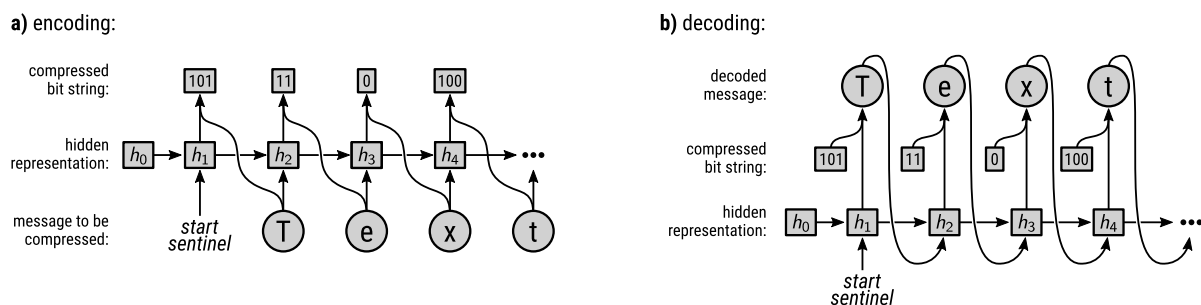 a) encoding:
compressed
bit string:
101 11 0 100
hidden
representation:
h0 h1 h2 h3 h4 •••
message to be
compressed:
start
sentinel
T e x t
b) decoding:
decoded
message:
T e x t
compressed
bit string:
101 11 0 100
hidden
representation:
h0 h1 h2 h3 h4 •••
start
sentinel